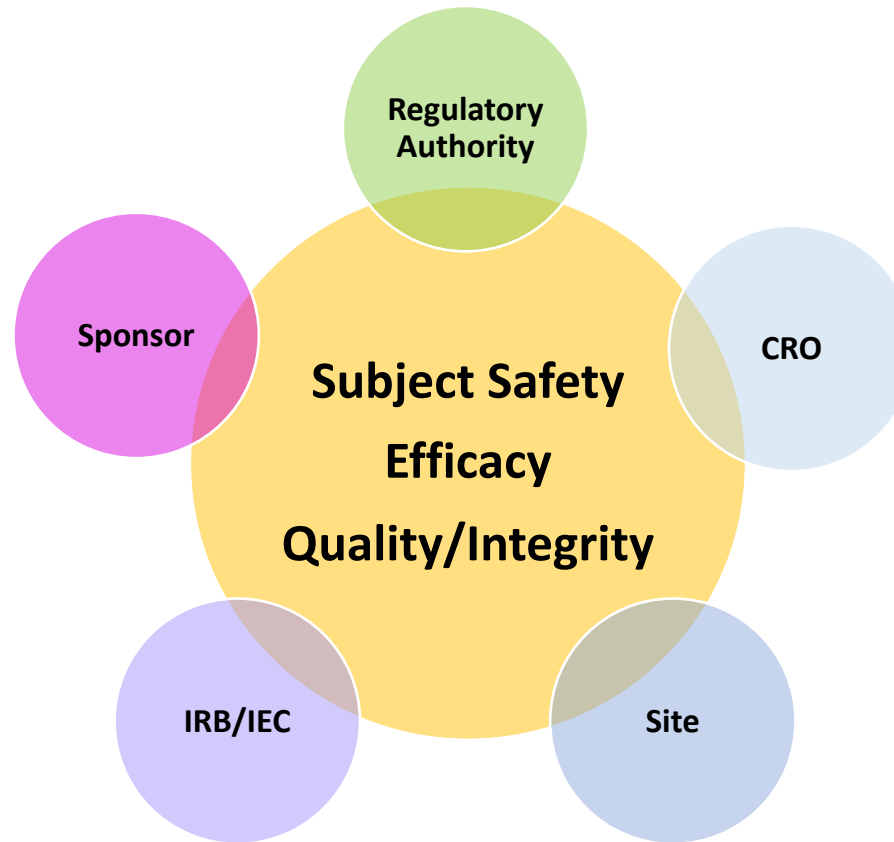 Regulatory
Authority
Sponsor
CRO
Subject Safety
Efficacy
Quality/Integrity
IRB/IEC
Site